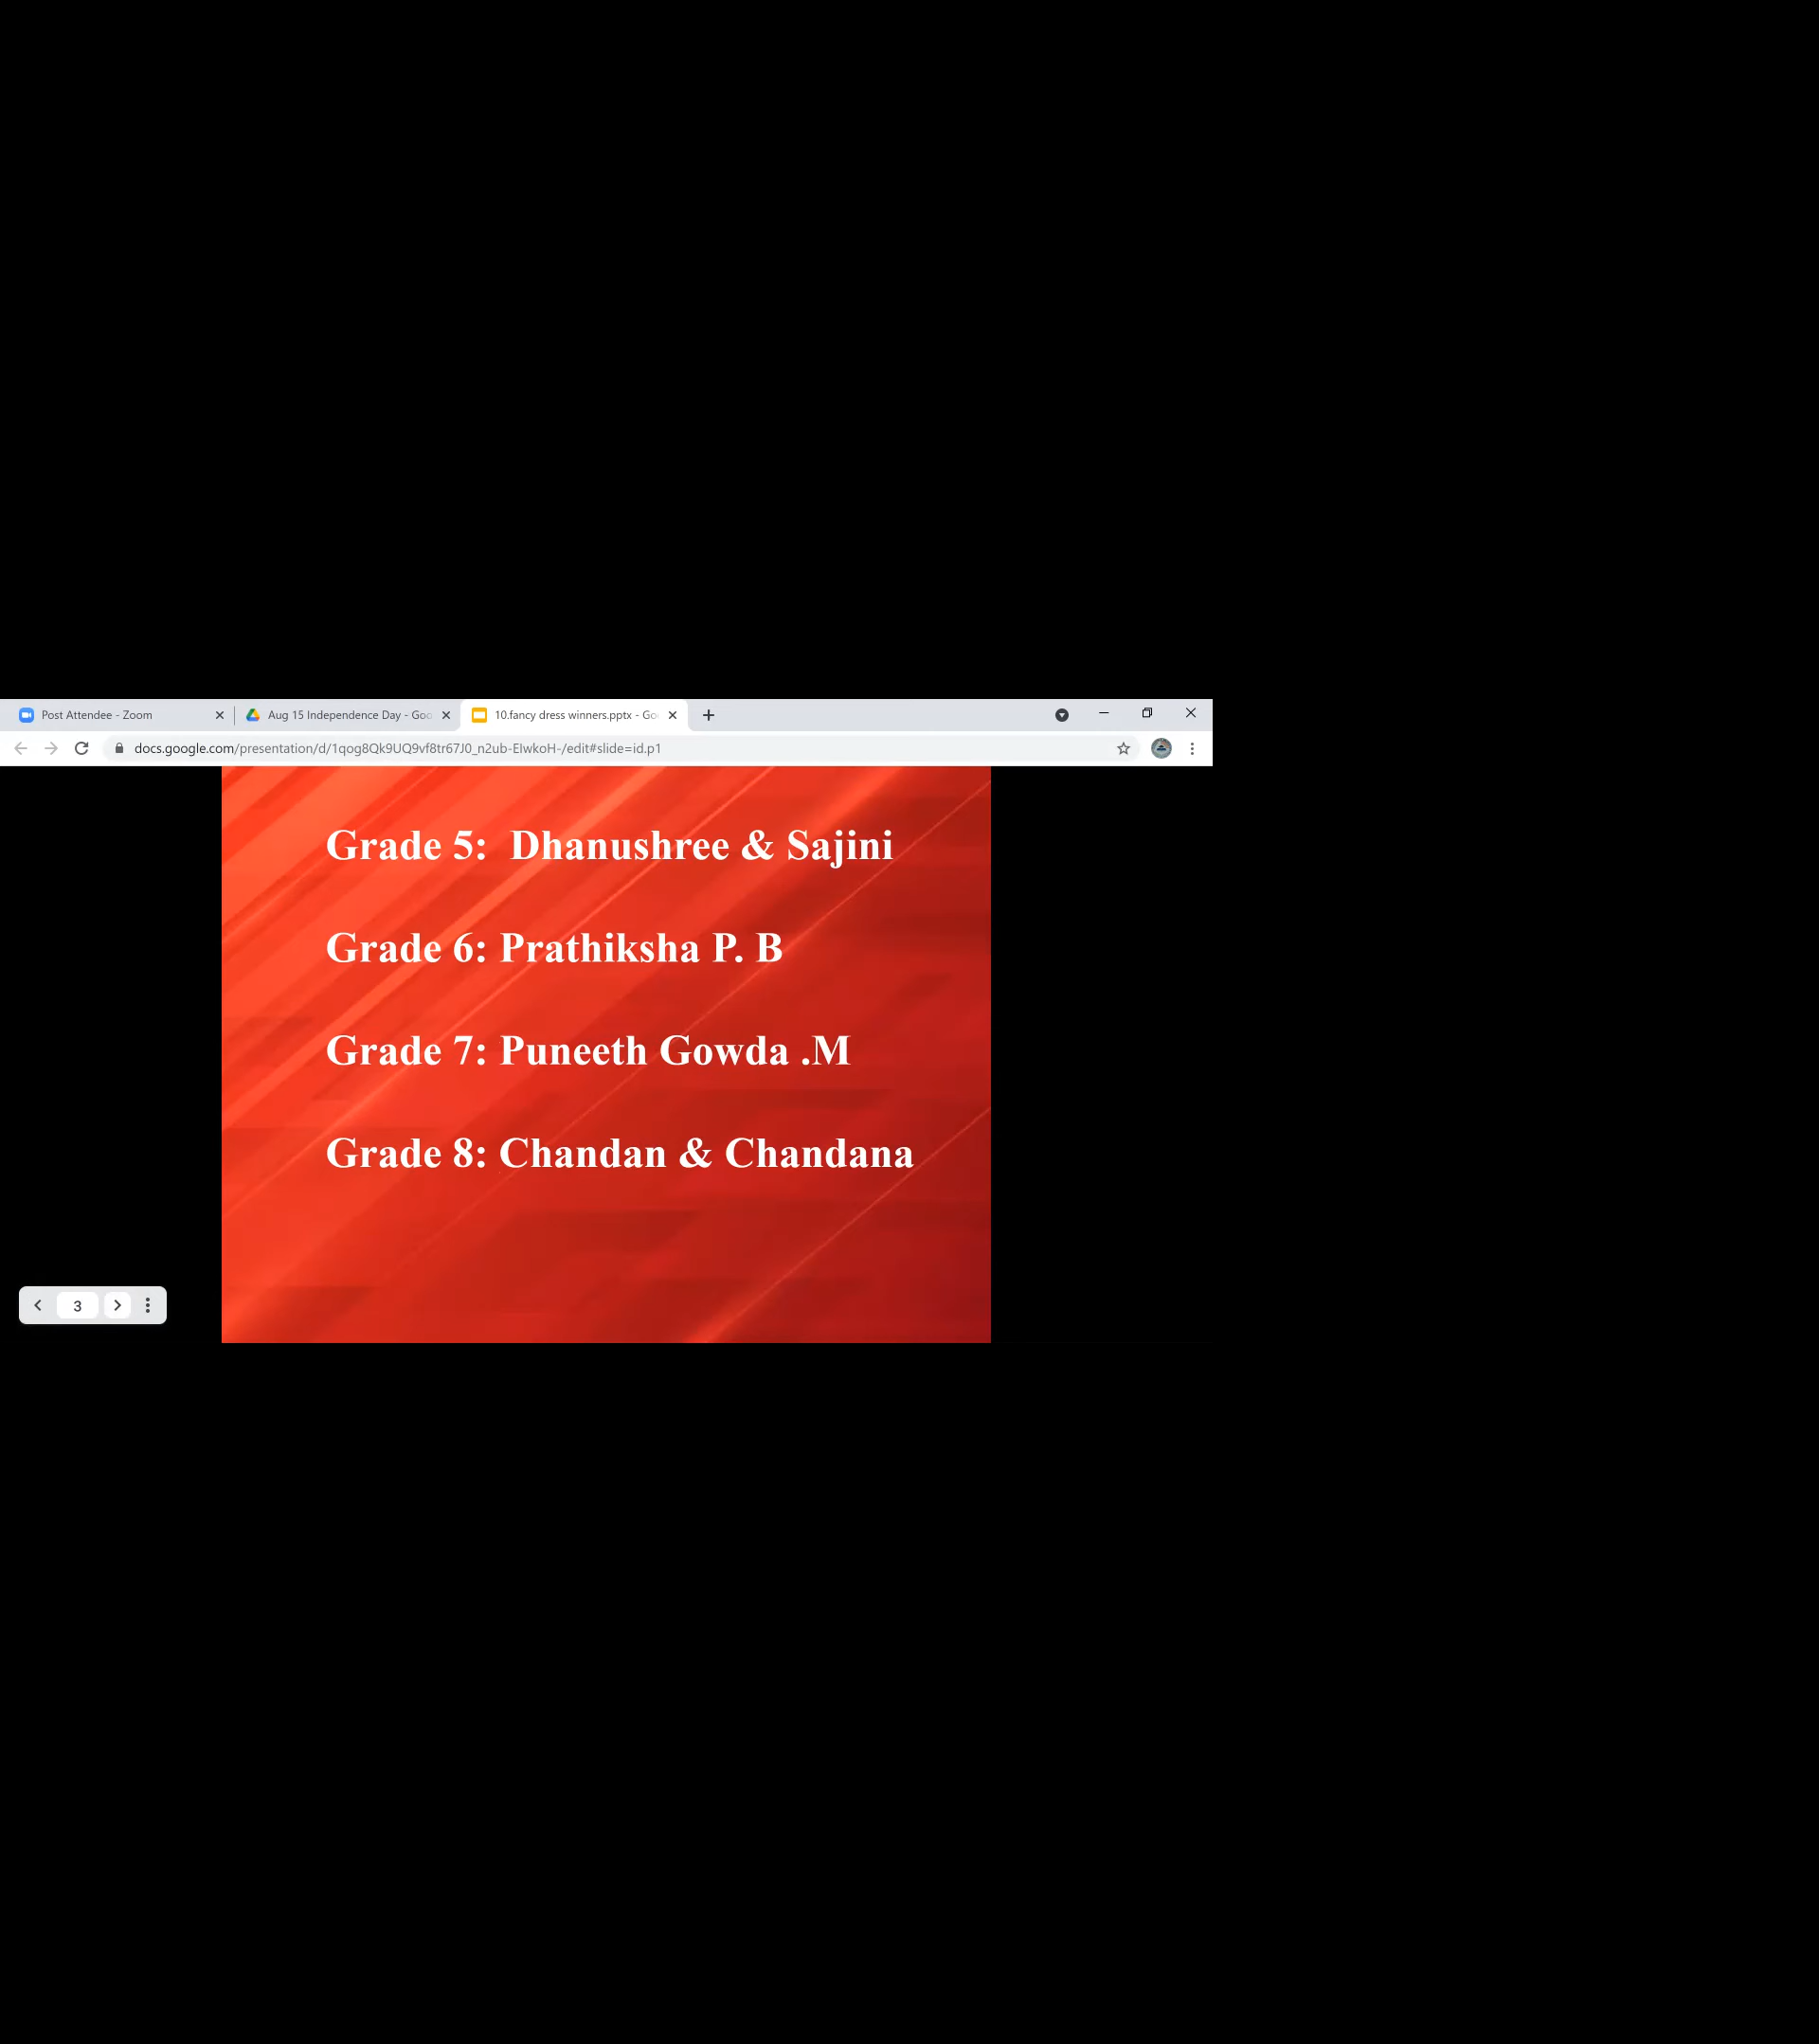 Post Attendee - Zoom
Aug 15 Independence Day - Goo
10.fancy dress winners.pptx - Go
docs.google.com/presentation/d/1qog8Qk9UQ9vf8tr67J0_n2ub-EIwkoH-/edit#slide=id.p1
Grade 5:  Dhanushree & Sajini
Grade 6: Prathiksha P. B
Grade 7: Puneeth Gowda .M
Grade 8: Chandan & Chandana
3